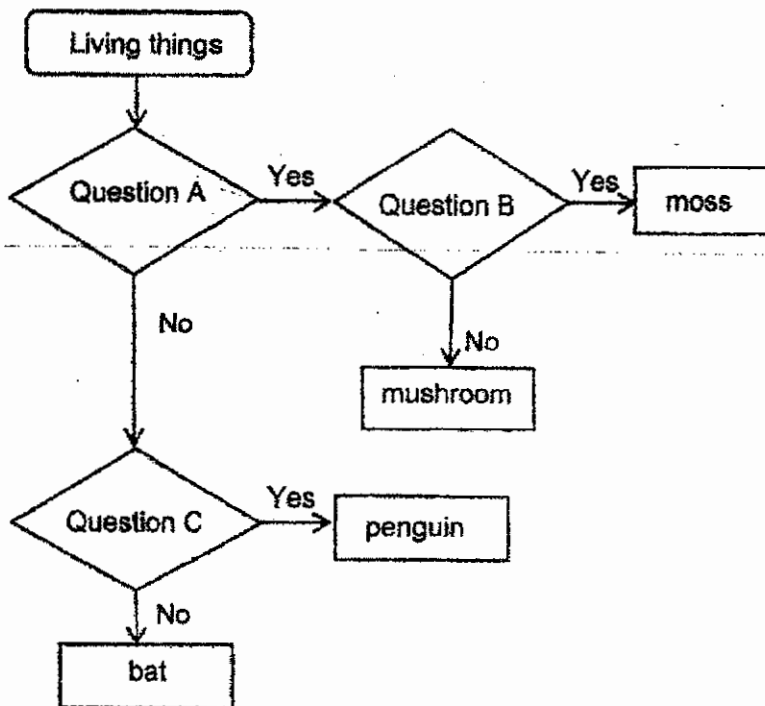 Living things
Question A
Yes
Question B
Yes
moss
No
No
mushroom
Question C
Yes
penguin
No
bat